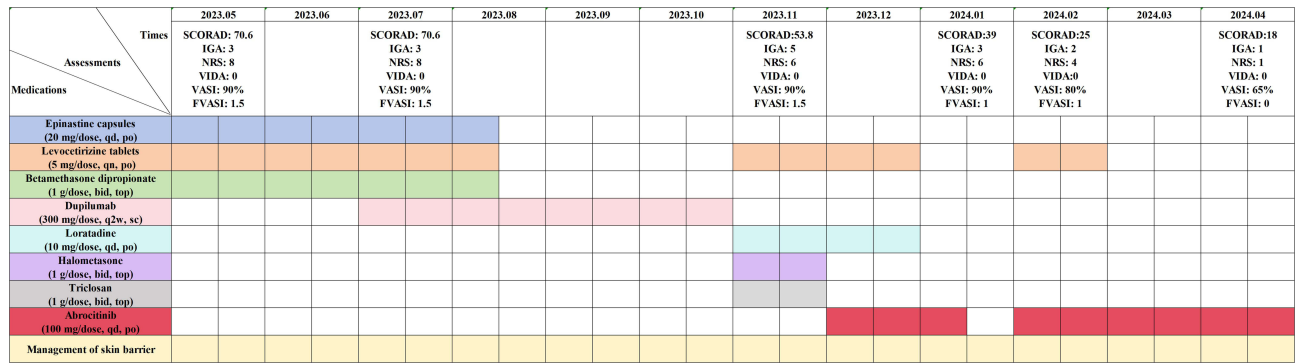 2023.05 2023.06 2023.07 2023.08 2023.09 2023.10 2023.11 2023.12 2024.01 2024.02 2024.03 2024.04
Times
Assessments
Medications
SCORAD: 70.6
IGA: 3
NRS: 8
VIDA: 0
VASI: 90%
FVASI: 1.5
SCORAD: 70.6
IGA: 3
NRS: 8
VIDA: 0
VASI: 90%
FVASI: 1.5
SCORAD:53.8
IGA: 5
NRS: 6
VIDA: 0
VASI: 90%
FVASI: 1.5
SCORAD:39
IGA: 3
NRS: 6
VIDA: 0
VASI: 90%
FVASI: 1
SCORAD:25
IGA: 2
NRS: 4
VIDA:0
VASI: 80%
FVASI: 1
SCORAD:18
IGA: 1
NRS: 1
VIDA: 0
VASI: 65%
FVASI: 0
Epinastine capsules
(20 mg/dose, qd, po)
Levocetirizine tablets
(5 mg/dose, qn, po)
Betamethasone dipropionate
(1 g/dose, bid, top)
Dupilumab
(300 mg/dose, q2w, sc)
Loratadine
(10 mg/dose, qd, po)
Halometasone
(1 g/dose, bid, top)
Triclosan
(1 g/dose, bid, top)
Abrocitinib
(100 mg/dose, qd, po)
Management of skin barrier